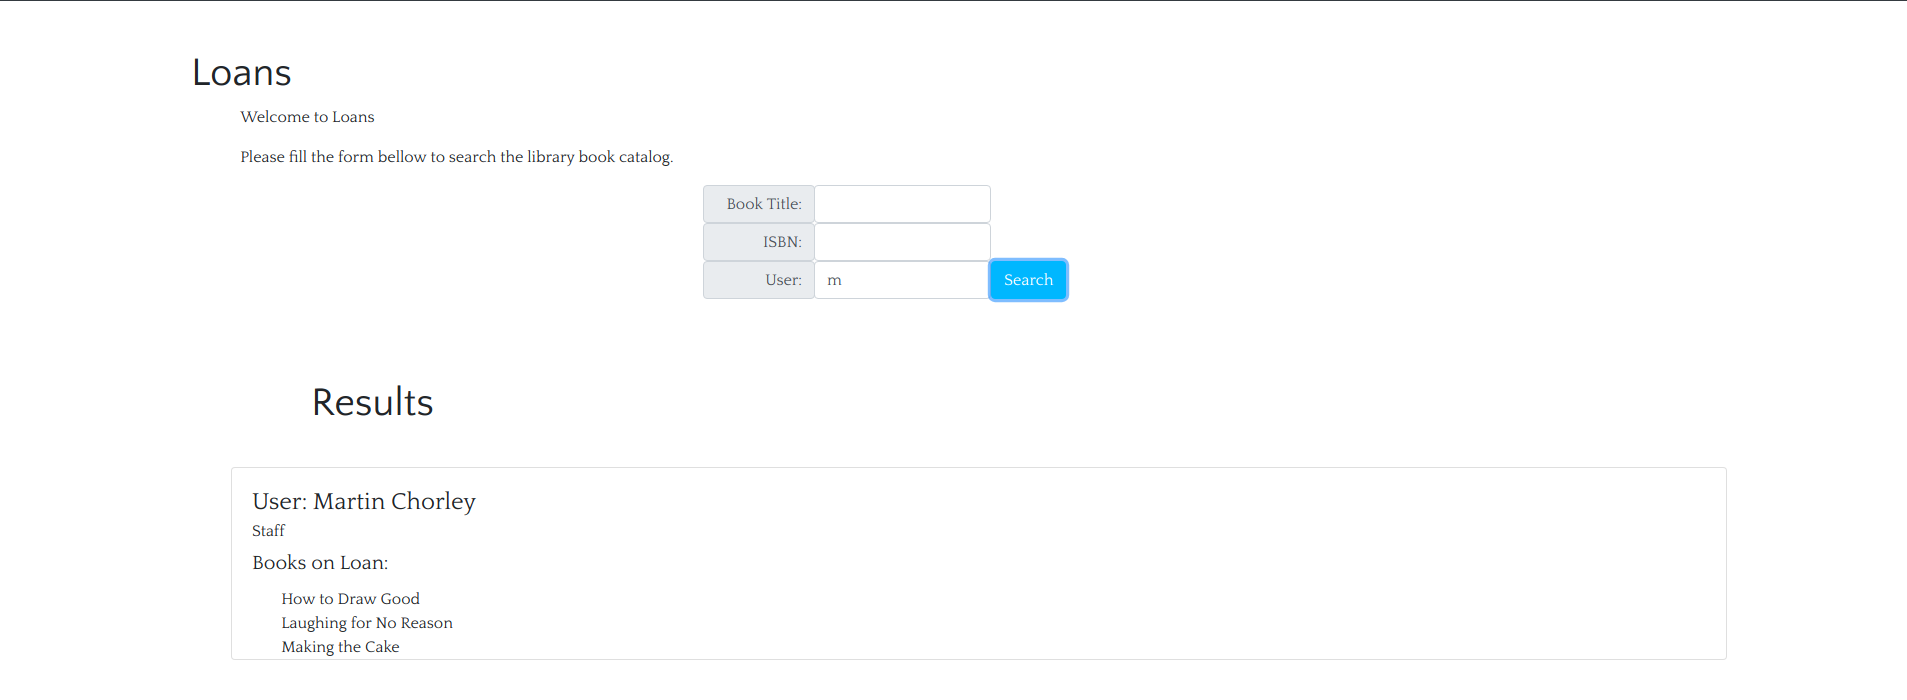 Loans
Welcome to Loans
Please fill the form bellow to search the library book catalog.
Book Title:
ISBN:
User: m Search
Results
User: Martin Chorley
Staff
Books on Loan:
How to Draw Good
Laughing for No Reason
Making the Cake